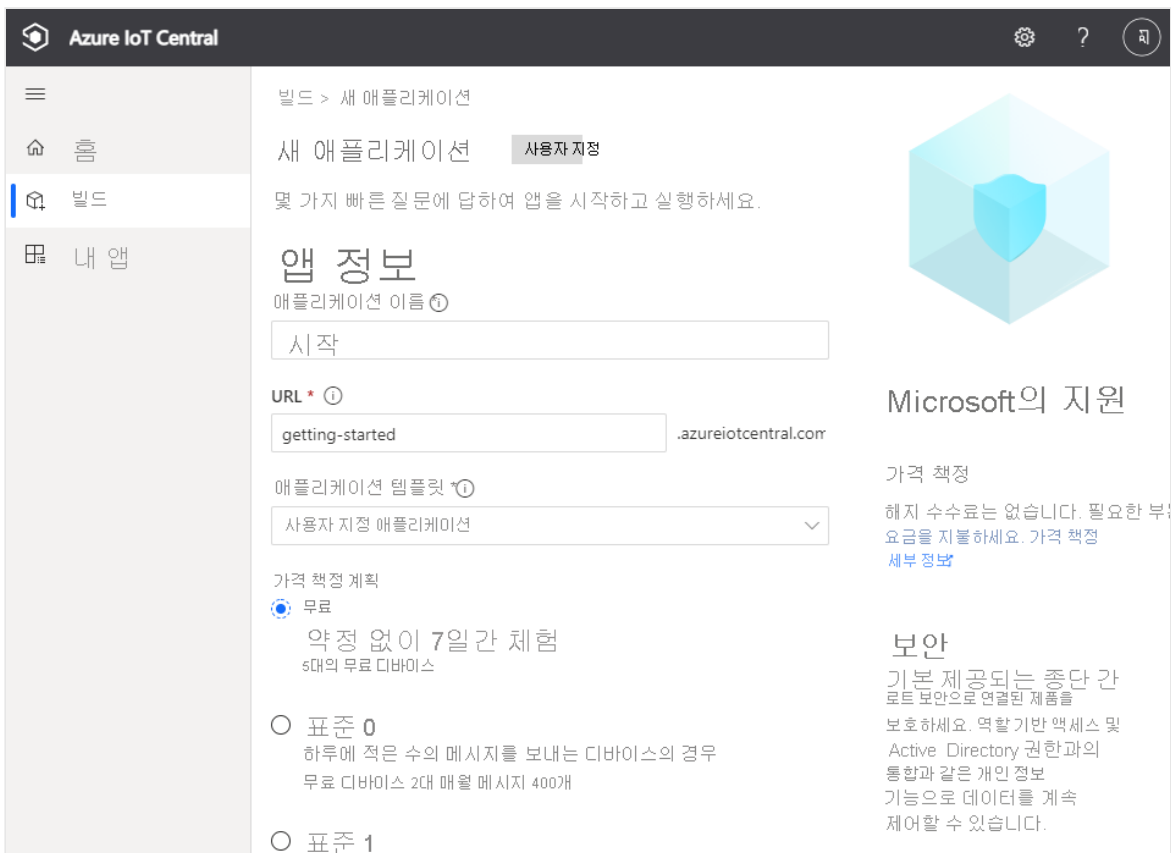 Azure IoT Central
?
홈
빌드
내 앱
빌드 > 새 애플리케이션
새 애플리케이션 사용자 지정
몇 가지 빠른 질문에 답하여 앱을 시작하고 실행하세요.
앱 정보
애플리케이션 이름
시작
URL *
getting-started .azureiotcentral.com
애플리케이션 템플릿 *
사용자 지정 애플리케이션
가격 책정 계획
무료
약정 없이 7일간 체험
5대의 무료 디바이스
표준 0
하루에 적은 수의 메시지를 보내는 디바이스의 경우
무료 디바이스 2대 매월 메시지 400개
표준 1
Microsoft의 지원
가격 책정
해지 수수료는 없습니다. 필요한
요금을 지불하세요. 가격 책정
세부 정보
보안
기본 제공되는 종단 간
로트 보안으로 연결된 제품을
보호하세요. 역할 기반 액세스 및
Active Directory 권한과의
통합과 같은 개인 정보
기능으로 데이터를 계속
제어할 수 있습니다.